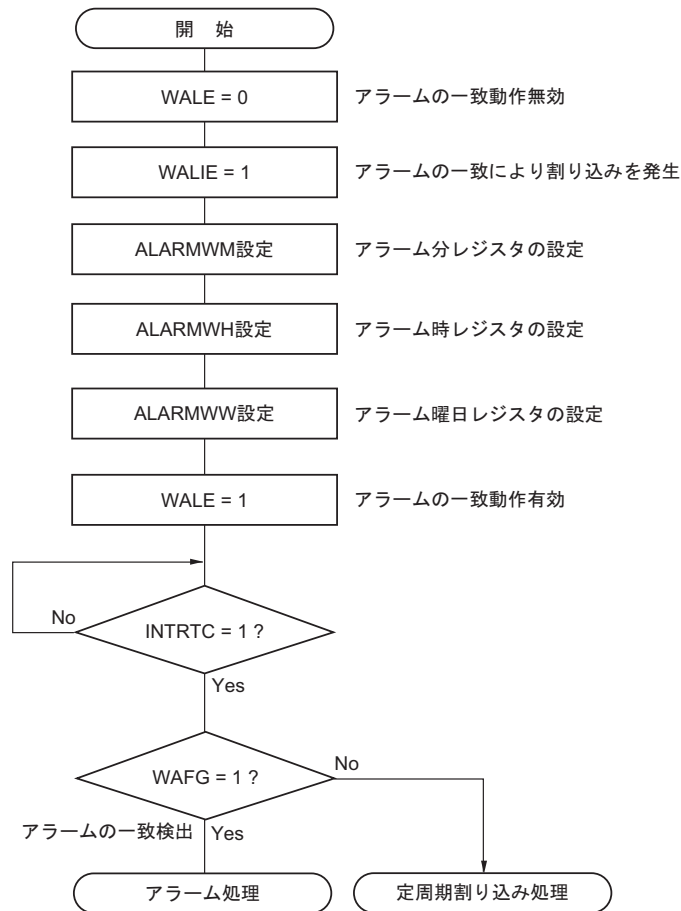 開 始
WALE = 0 アラームの一致動作無効
WALIE = 1 アラームの一致により割り込みを発生
ALARMWM設定 アラーム分レジスタの設定
ALARMWH設定 アラーム時レジスタの設定
ALARMWW設定 アラーム曜日レジスタの設定
WALE = 1 アラームの一致動作有効
No
INTRTC = 1 ?
Yes
WAFG = 1 ?
No
アラームの一致検出
Yes
アラーム処理
定周期割り込み処理